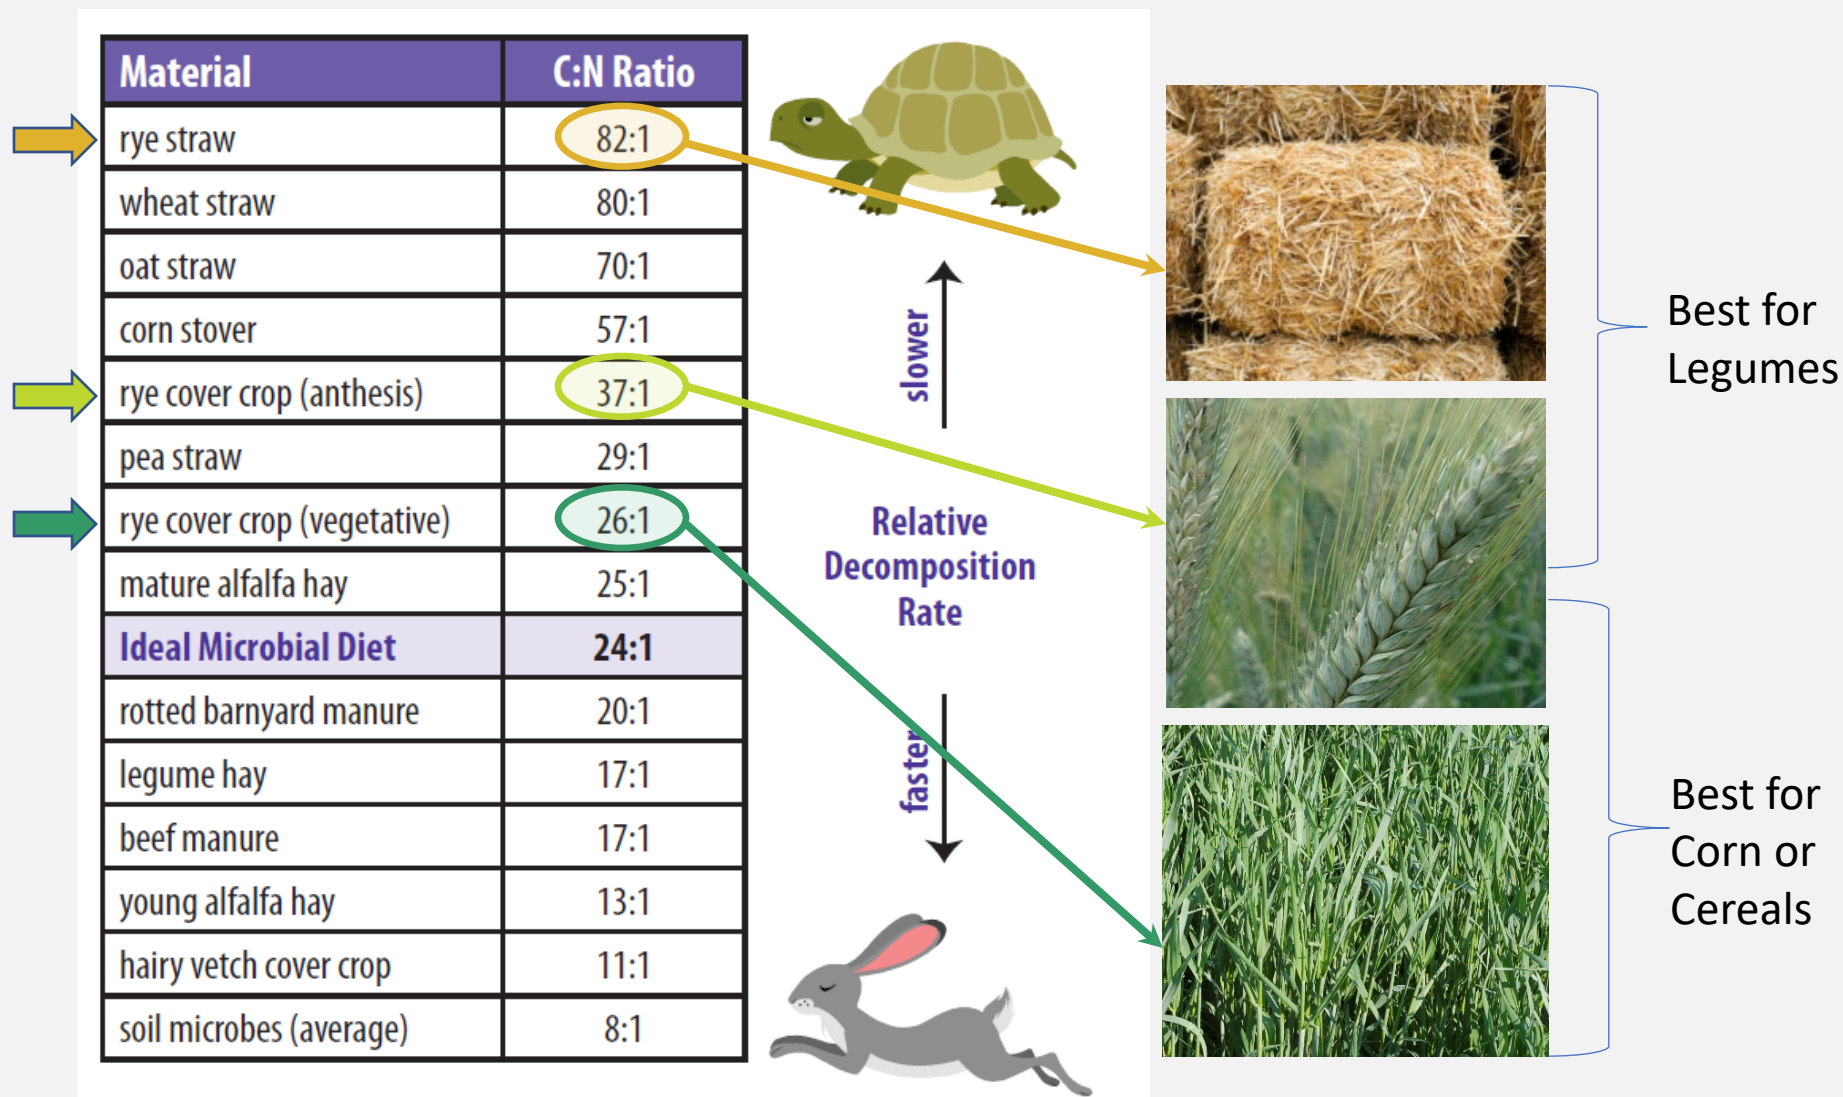 Material C:N Ratio
rye straw 82:1
wheat straw 80:1
oat straw 70:1
corn stover 57:1
rye cover crop (anthesis) 37:1
pea straw 29:1
rye cover crop (vegetative) 26:1
mature alfalfa hay 25:1
Ideal Microbial Diet 24:1
rotted barnyard manure 20:1
legume hay 17:1
beef manure 17:1
young alfalfa hay 13:1
hairy vetch cover crop 11:1
soil microbes (average) 8:1
slower
Relative
Decomposition
Rate
faster
Best for
Legumes
Best for
Corn or
Cereals